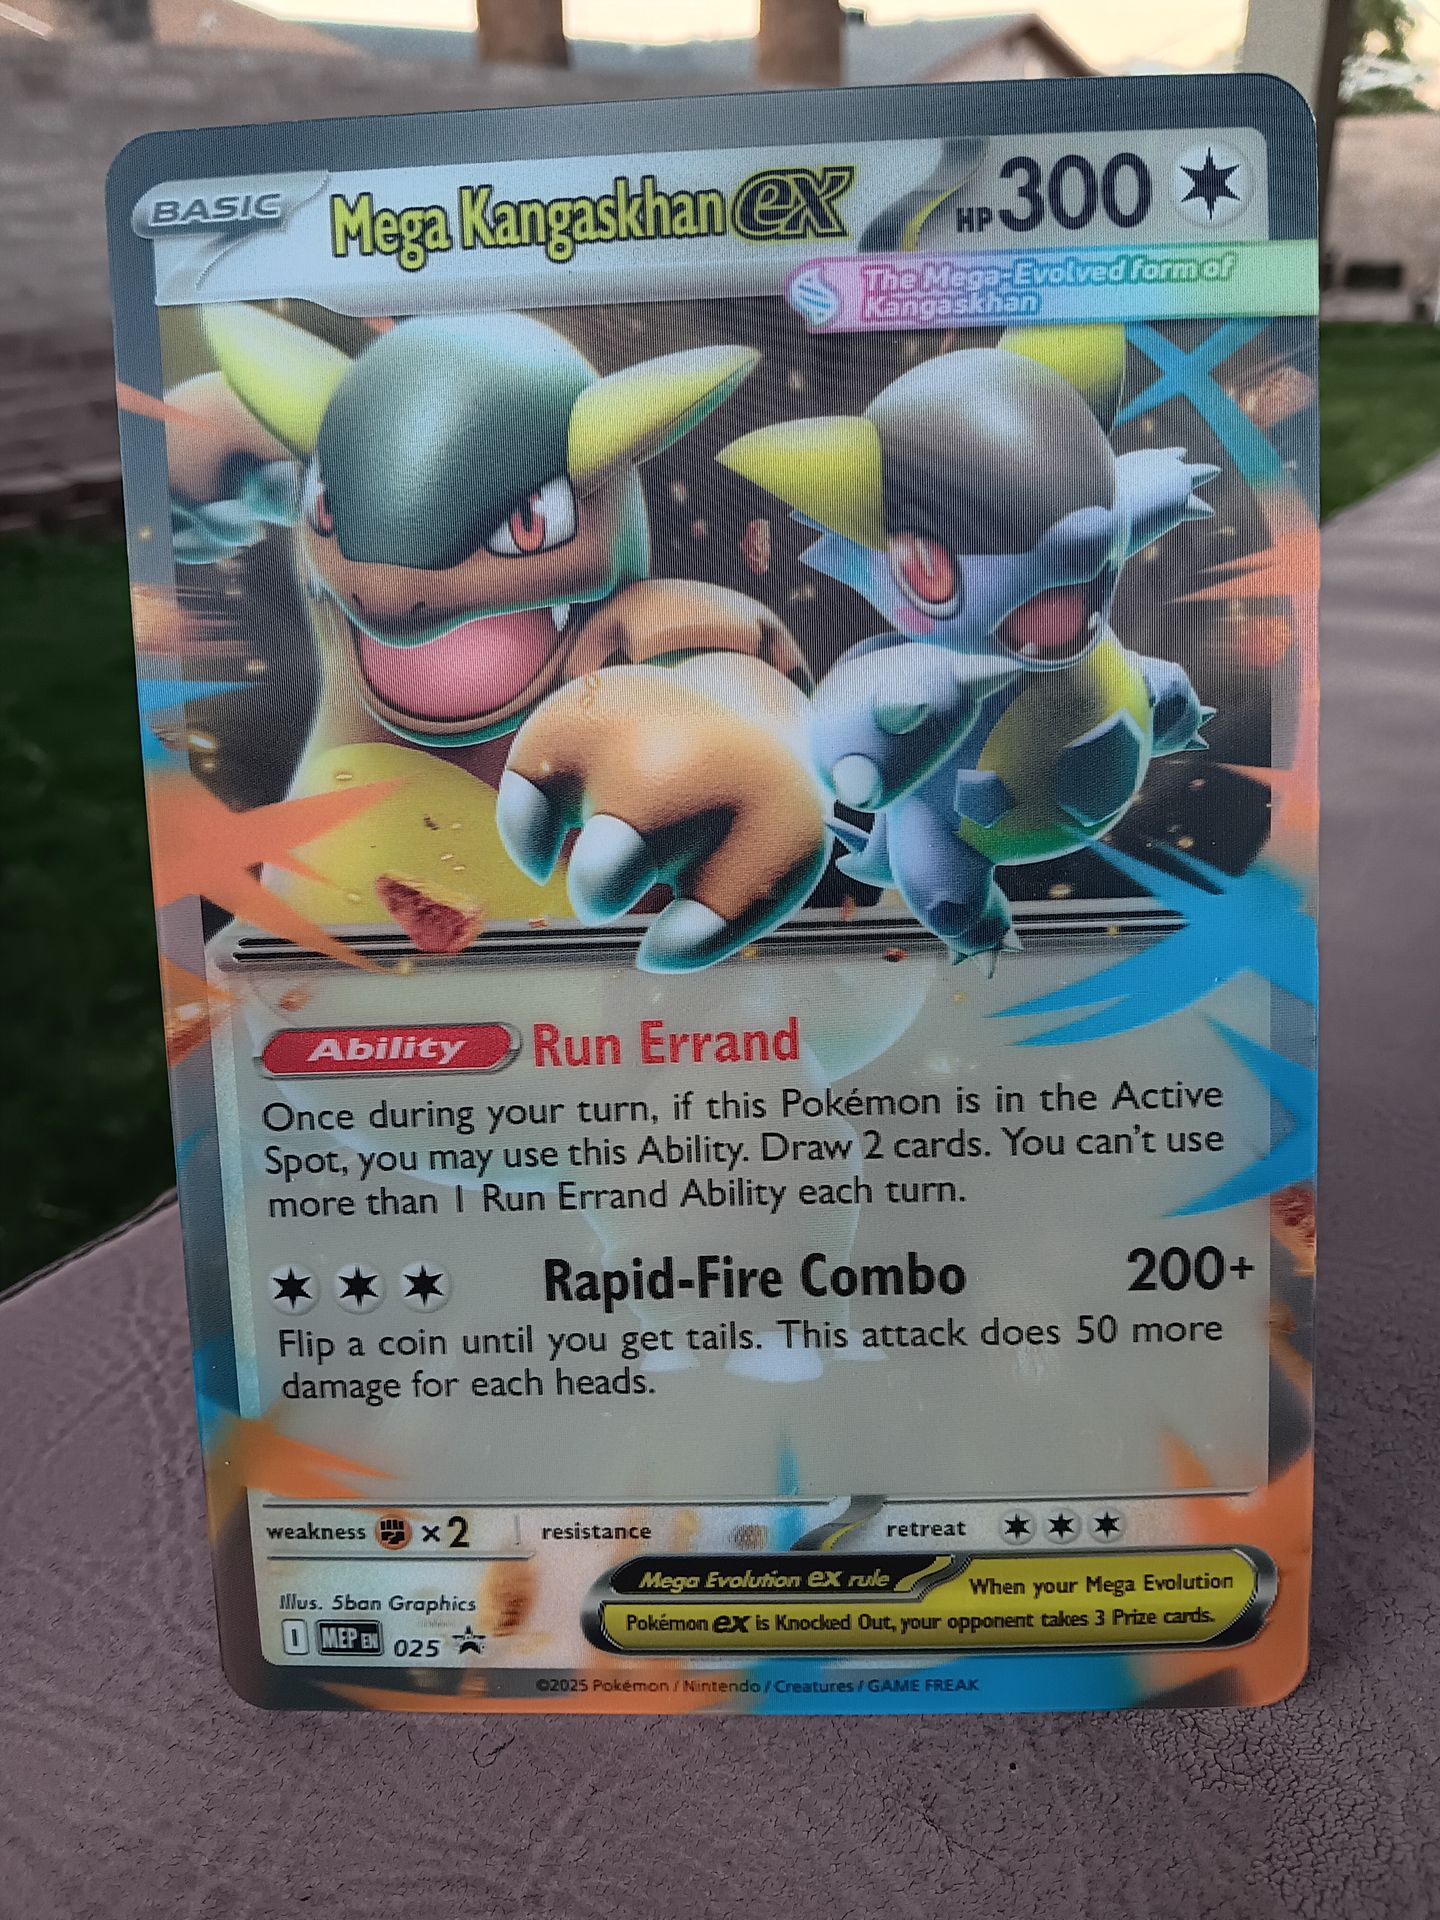 BASIC
Mega Kangaskhan ex
HP 300
The Mega-Evolved form of
Kangaskhan
Ability Run Errand
Once during your turn, if this Pokémon is in the Active
Spot, you may use this Ability. Draw 2 cards. You can't use
more than 1 Run Errand Ability each turn.
Rapid-Fire Combo 200+
Flip a coin until you get tails. This attack does 50 more
damage for each heads.
weakness ×2 resistance retreat
Mega Evolution ex rule When your Mega Evolution
Pokémon ex is Knocked Out, your opponent takes 3 Prize cards.
Illus. 5ban Graphics
I MEP EN 025
©2025 Pokémon / Nintendo / Creatures / GAME FREAK